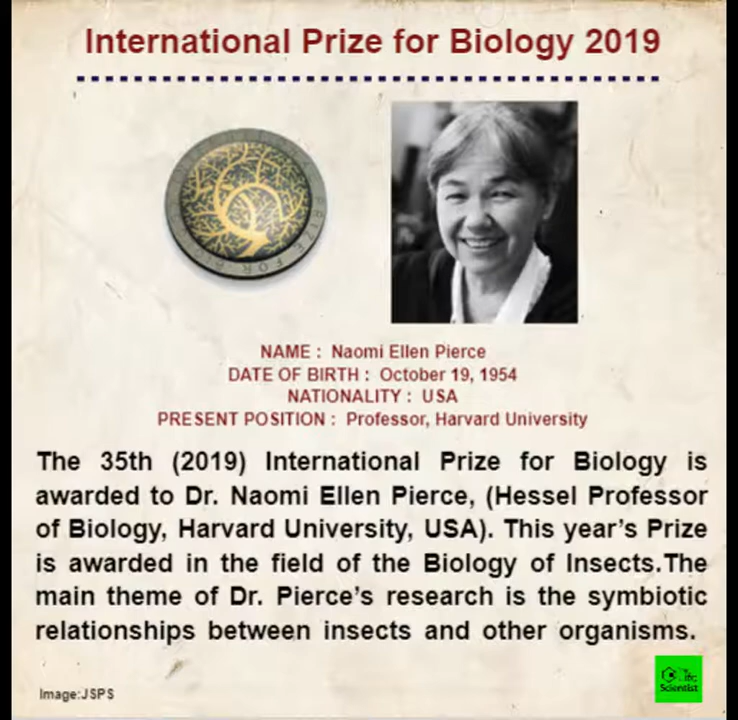 International Prize for Biology 2019
PRIZE FOR
NAME : Naomi Ellen Pierce
DATE OF BIRTH : October 19, 1954
NATIONALITY : USA
PRESENT POSITION : Professor, Harvard University
The 35th (2019) International Prize for Biology is
awarded to Dr. Naomi Ellen Pierce, (Hessel Professor
of Biology, Harvard University, USA). This year's Prize
is awarded in the field of the Biology of Insects.The
main theme of Dr. Pierce's research is the symbiotic
relationships between insects and other organisms.
Image:JSPS
Scientist